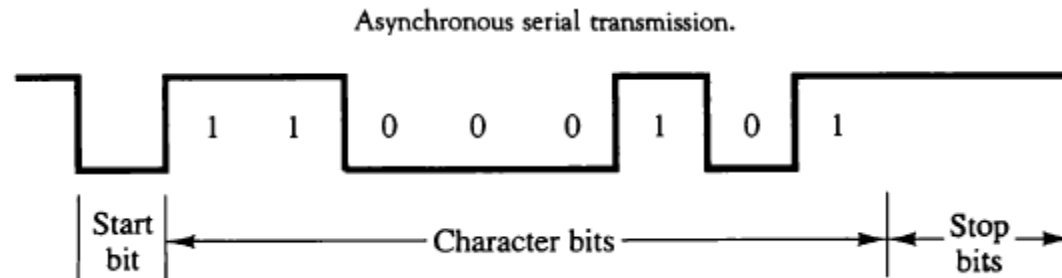 Asynchronous serial transmission.
1 1 0 0 0 1 0 1
Start
bit
Character bits
Stop
bits